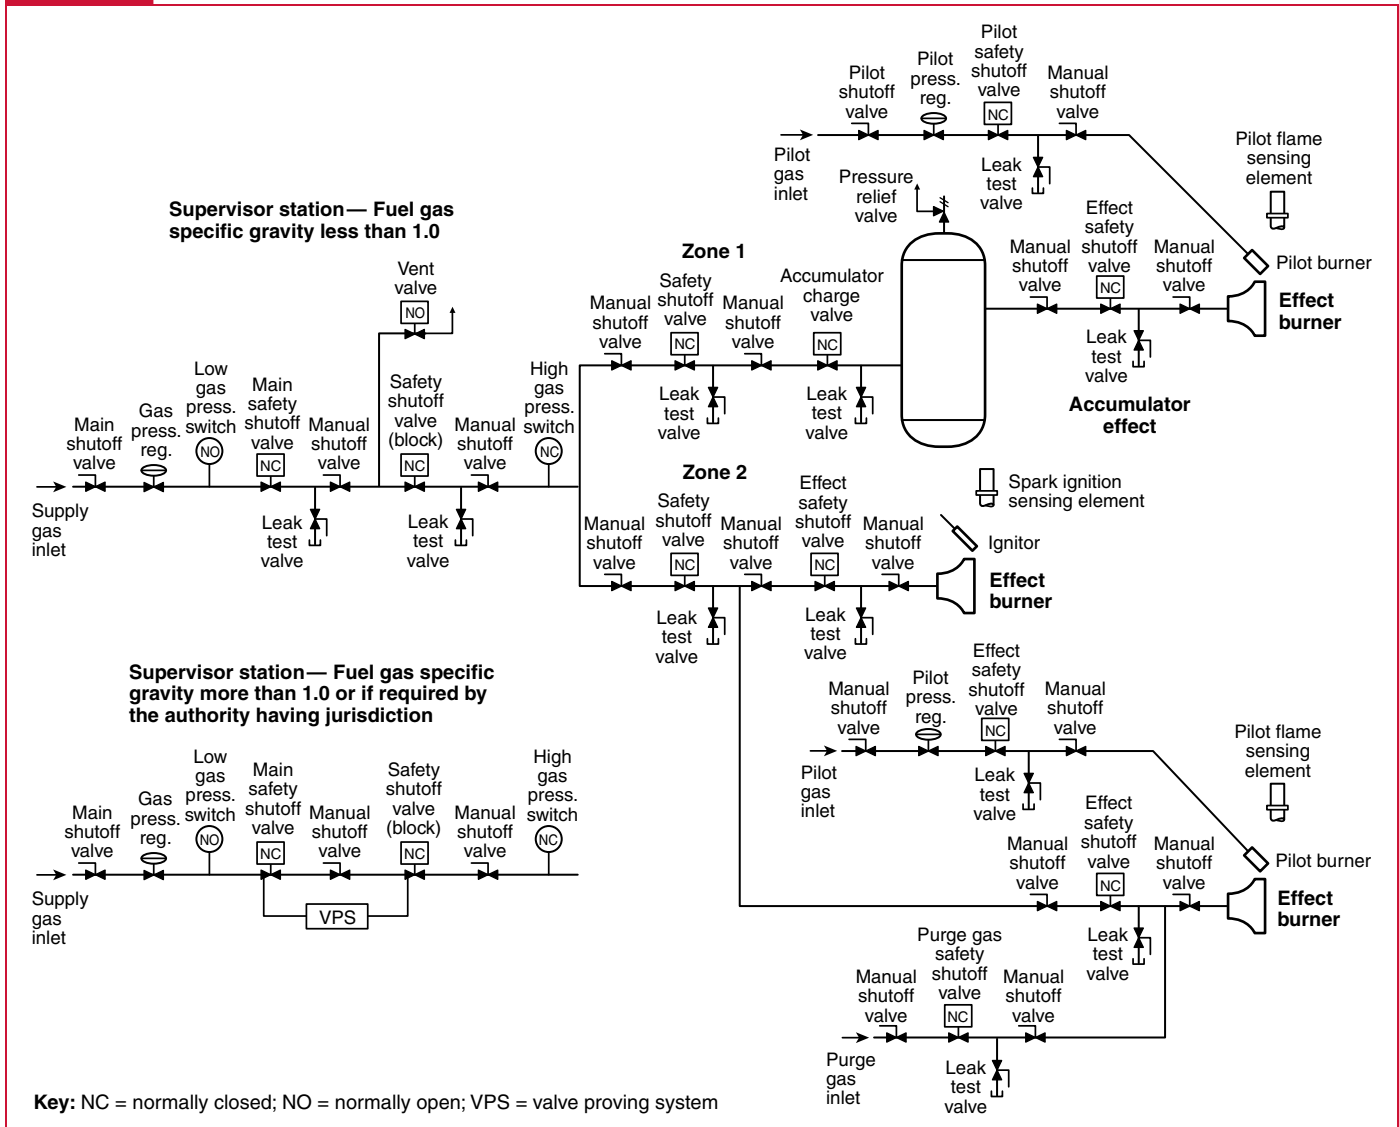 Pilot
shutoff
valve
Pilot
press.
reg.
Pilot
safety
shutoff
valve
NC
Manual
shutoff
valve
Pilot
gas
inlet
Leak
test
valve
Pilot flame
sensing
element
Pressure
relief
valve
Supervisor station— Fuel gas
specific gravity less than 1.0
Vent
valve
NO
Zone 1
Manual
shutoff
valve
Safety
shutoff
valve
NC
Manual
shutoff
valve
Accumulator
charge
valve
NC
Leak
test
valve
Leak
test
valve
Manual
shutoff
valve
Effect
safety
shutoff
valve
NC
Manual
shutoff
valve
Leak
test
valve
Pilot burner
Effect
burner
Accumulator
effect
Main
shutoff
valve
Gas
press.
reg.
Low
gas
press.
switch
NO
Main
safety
shutoff
valve
NC
Manual
shutoff
valve
Safety
shutoff
valve
(block)
NC
Manual
shutoff
valve
High
gas
press.
switch
NC
Supply
gas
inlet
Leak
test
valve
Leak
test
valve
Zone 2
Manual
shutoff
valve
Safety
shutoff
valve
NC
Manual
shutoff
valve
Effect
safety
shutoff
valve
NC
Manual
shutoff
valve
Leak
test
valve
Leak
test
valve
Spark ignition
sensing element
Ignitor
Effect
burner
Supervisor station— Fuel gas specific
gravity more than 1.0 or if required by
the authority having jurisdiction
Main
shutoff
valve
Gas
press.
reg.
Low
gas
press.
switch
NO
Main
safety
shutoff
valve
NC
Manual
shutoff
valve
Safety
shutoff
valve
(block)
NC
Manual
shutoff
valve
High
gas
press.
switch
NC
Supply
gas
inlet
VPS
Manual
shutoff
valve
Pilot
press.
reg.
Effect
safety
shutoff
valve
NC
Manual
shutoff
valve
Pilot
gas
inlet
Leak
test
valve
Pilot flame
sensing
element
Manual
shutoff
valve
Effect
safety
shutoff
valve
NC
Manual
shutoff
valve
Pilot burner
Effect
burner
Leak
test
valve
Manual
shutoff
valve
Purge gas
safety
shutoff
valve
NC
Manual
shutoff
valve
Purge
gas
inlet
Leak
test
valve
Key: NC = normally closed; NO = normally open; VPS = valve proving system